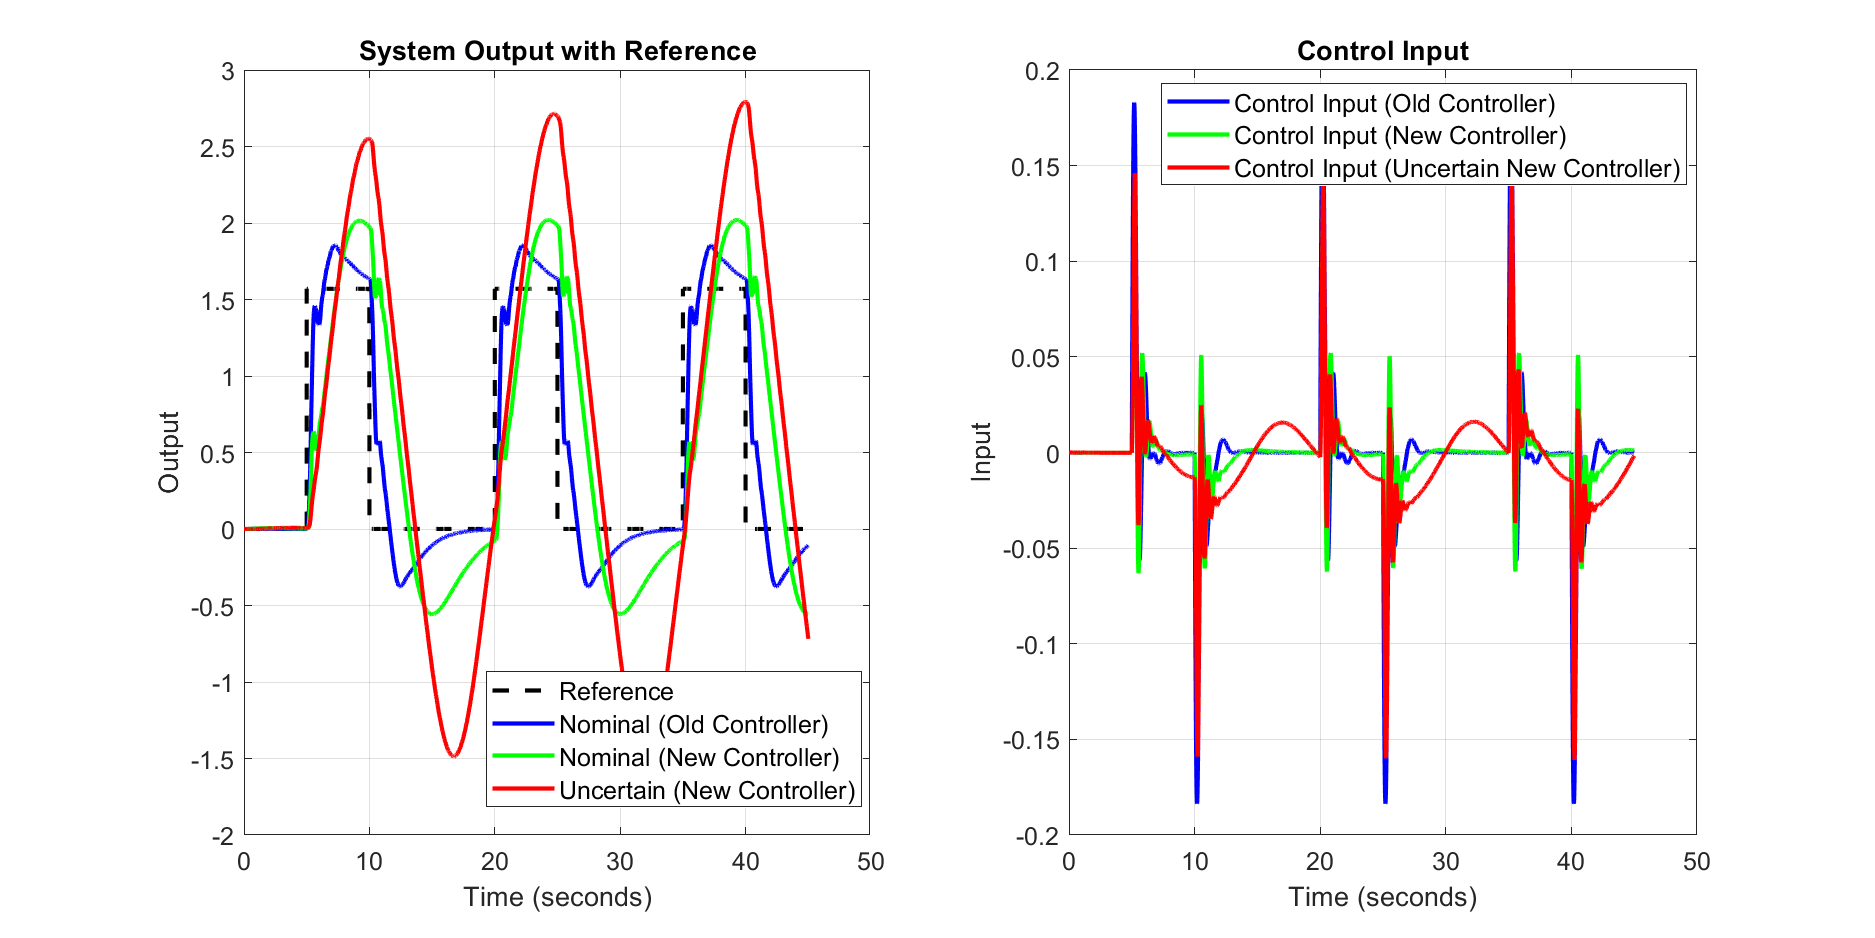 System Output with Reference
3
2.5
2
1.5
1
0.5
0
-0.5
-1
-1.5
-2
Output
0
10
20
30
40
50
Time (seconds)
Reference
Nominal (Old Controller)
Nominal (New Controller)
Uncertain (New Controller)
Control Input
0.2
0.15
0.1
0.05
0
-0.05
-0.1
-0.15
-0.2
Input
0
10
20
30
40
50
Time (seconds)
Control Input (Old Controller)
Control Input (New Controller)
Control Input (Uncertain New Controller)